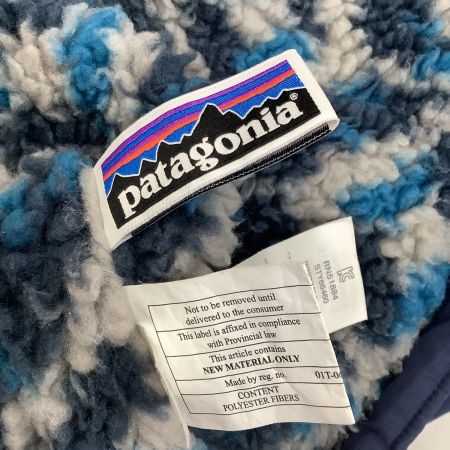 patagonia®
RN51884
STY68460
Not to be removed until
delivered to the consumer
This label is affixed in compliance
with Provincial law
This article contains
NEW MATERIAL ONLY
Made by reg. no. 01T-0
CONTENT
POLYESTER FIBERS